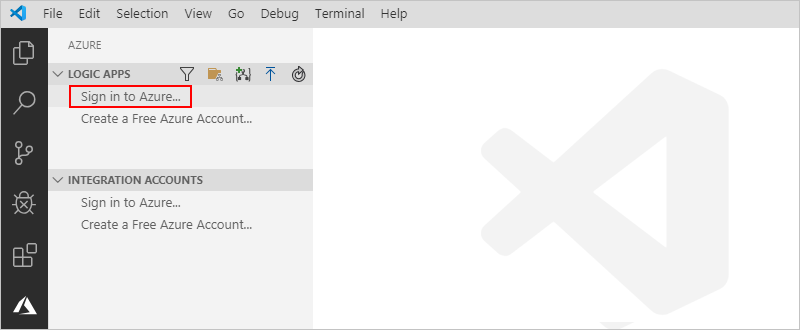 File Edit Selection View Go Debug Terminal Help
AZURE
LOGIC APPS
Sign in to Azure...
Create a Free Azure Account...
INTEGRATION ACCOUNTS
Sign in to Azure...
Create a Free Azure Account...